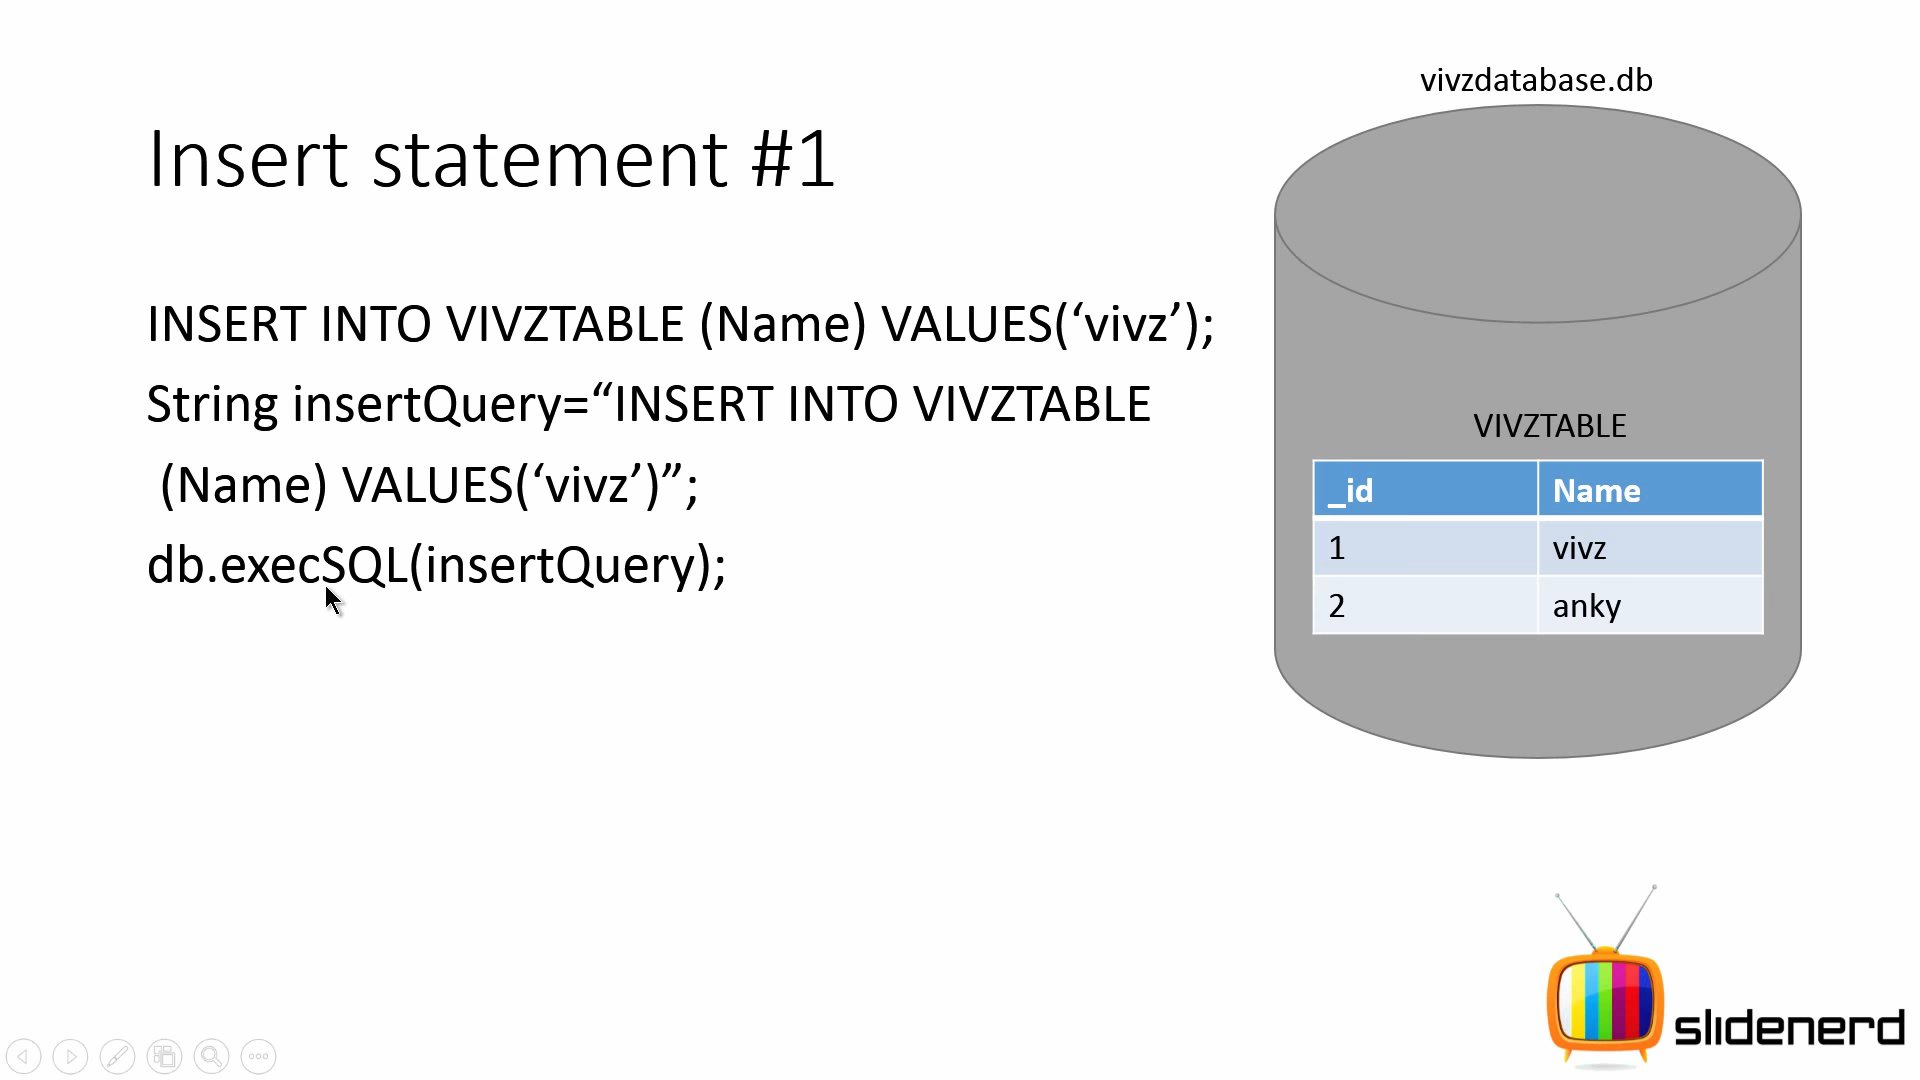 vivzdatabase.db
Insert statement #1
INSERT INTO VIVZTABLE (Name) VALUES(‘vivz’);
String insertQuery=“INSERT INTO VIVZTABLE
(Name) VALUES(‘vivz’)”;
db.execSQL(insertQuery);
VIVZTABLE
_id Name
1 vivz
2 anky
slidenerd